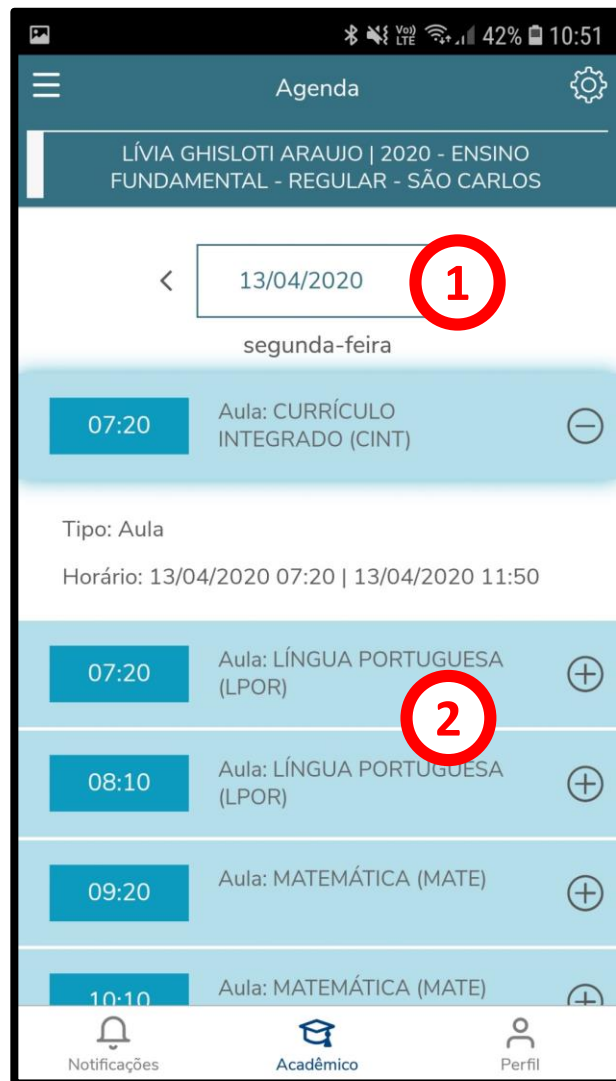 Vo)) LTE 42% 10:51
Agenda
LÍVIA GHISLOTI ARAUJO | 2020 - ENSINO
FUNDAMENTAL - REGULAR - SÃO CARLOS
13/04/2020
1
segunda-feira
07:20
Aula: CURRÍCULO
INTEGRADO (CINT)
Tipo: Aula
Horário: 13/04/2020 07:20 | 13/04/2020 11:50
07:20
Aula: LÍNGUA PORTUGUESA
(LPOR)
2
08:10
Aula: LÍNGUA PORTUGUESA
(LPOR)
09:20
Aula: MATEMÁTICA (MATE)
10:10
Aula: MATEMÁTICA (MATE)
Notificações
Acadêmico
Perfil